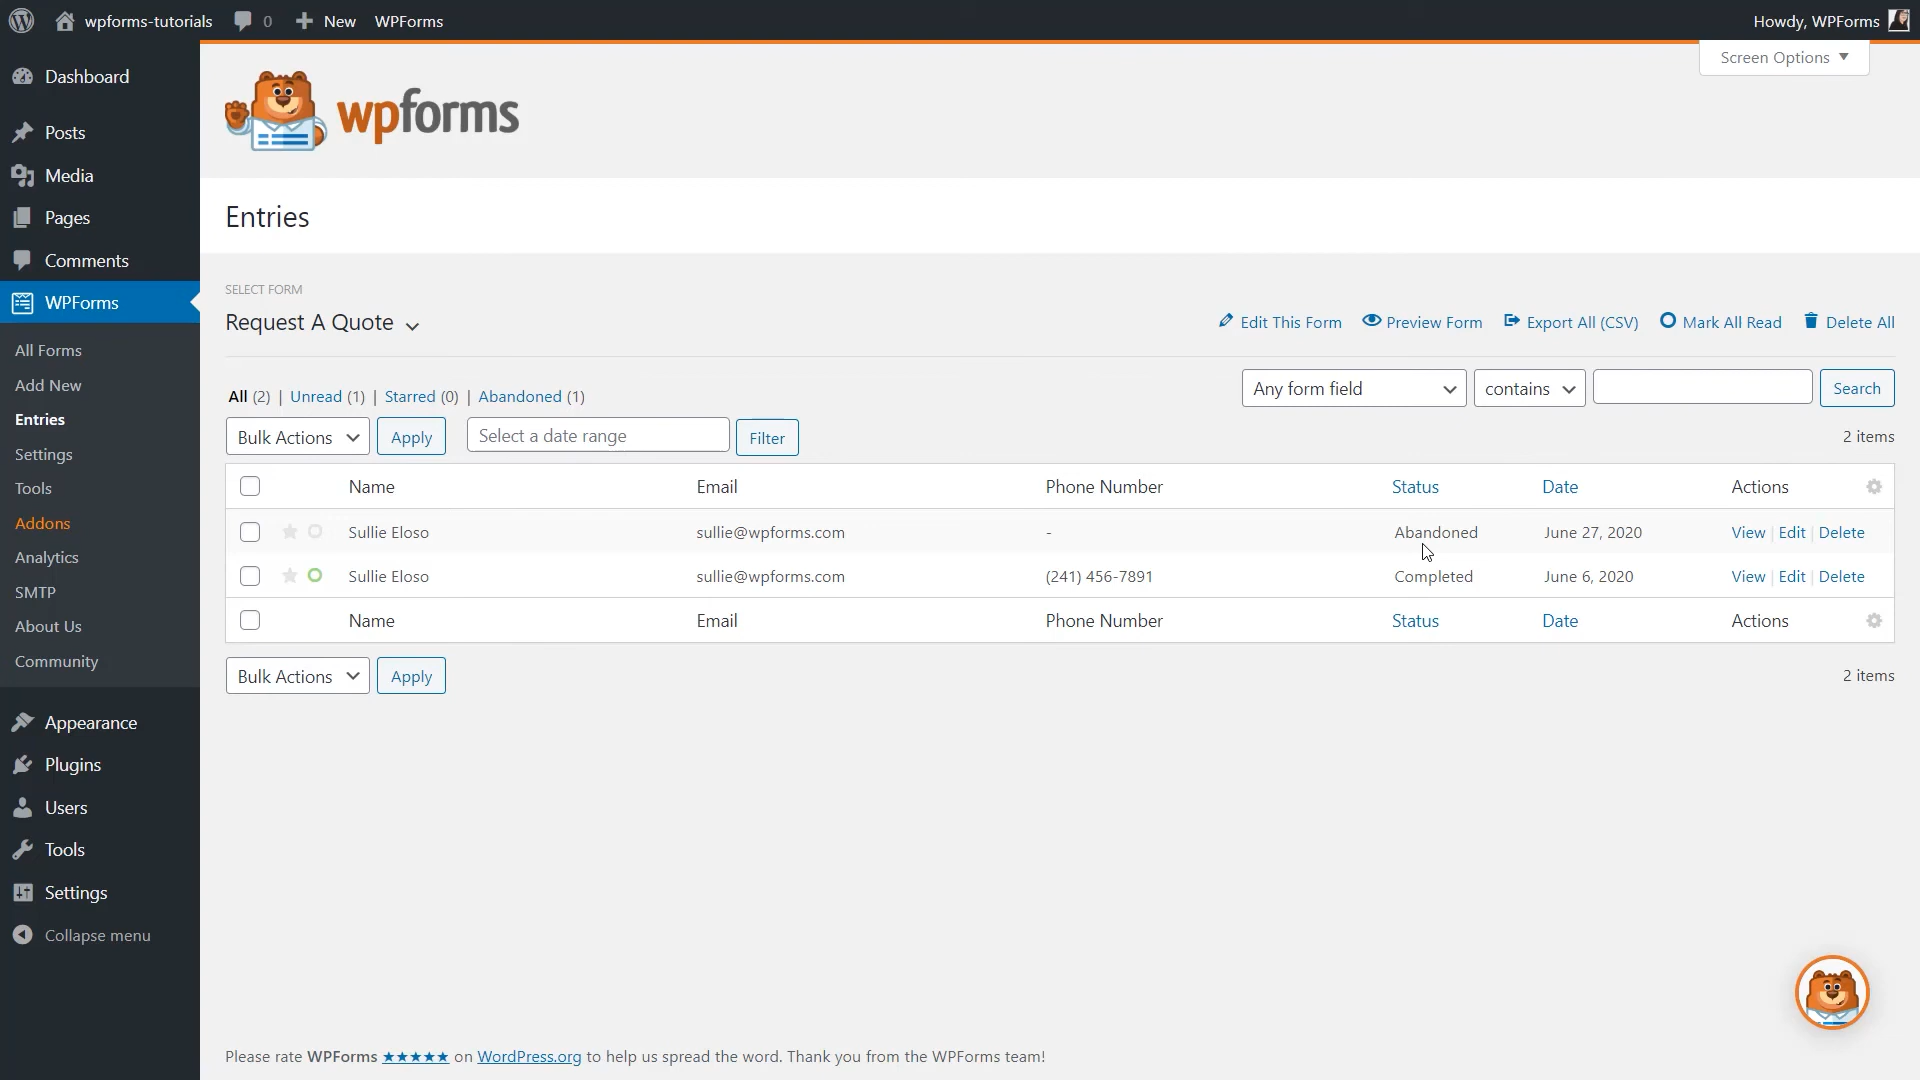 wpforms-tutorials 0 New WPForms Howdy, WPForms
Screen Options
Dashboard
Posts
Media
Pages
Comments
WPForms
All Forms
Add New
Entries
Settings
Tools
Addons
Analytics
SMTP
About Us
Community
Appearance
Plugins
Users
Tools
Settings
Collapse menu
wpforms
Entries
SELECT FORM
Request A Quote
Edit This Form Preview Form Export All (CSV) Mark All Read Delete All
All (2) | Unread (1) | Starred (0) | Abandoned (1)
Any form field contains Search
Bulk Actions Apply Select a date range Filter 2 items
Name Email Phone Number Status Date Actions
Sullie Eloso sullie@wpforms.com - Abandoned June 27, 2020 View | Edit | Delete
Sullie Eloso sullie@wpforms.com (241) 456-7891 Completed June 6, 2020 View | Edit | Delete
Name Email Phone Number Status Date Actions
Bulk Actions Apply 2 items
Please rate WPForms ★★★★★ on WordPress.org to help us spread the word. Thank you from the WPForms team!